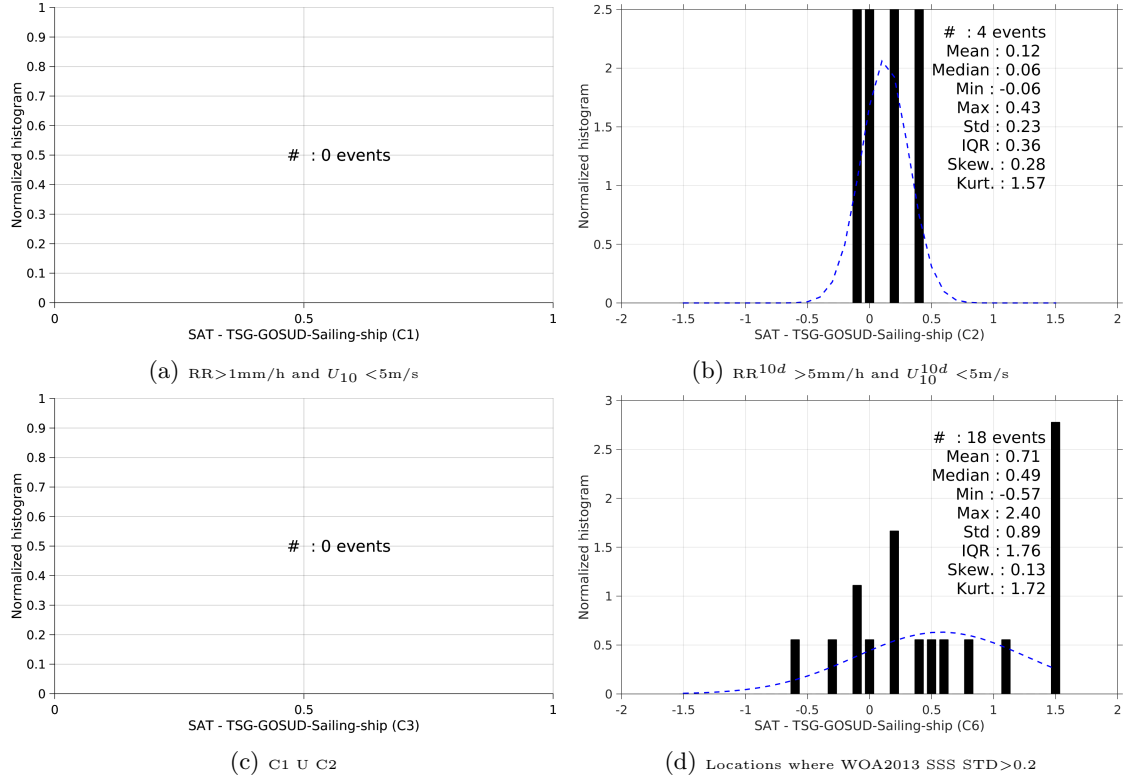 1
0.9
0.8
0.7
0.6
0.5
0.4
0.3
0.2
0.1
0
Normalized histogram
# : 0 events
0 0.5 1
SAT - TSG-GOSUD-Sailing-ship (C1)
(a) RR>1mm/h and U10 <5m/s
2.5
2
1.5
1
0.5
0
Normalized histogram
# : 4 events
Mean : 0.12
Median : 0.06
Min : -0.06
Max : 0.43
Std : 0.23
IQR : 0.36
Skew. : 0.28
Kurt. : 1.57
-2 -1.5 -1 -0.5 0 0.5 1 1.5 2
SAT - TSG-GOSUD-Sailing-ship (C2)
(b) RR10d >5mm/h and U10d10 <5m/s
1
0.9
0.8
0.7
0.6
0.5
0.4
0.3
0.2
0.1
0
Normalized histogram
# : 0 events
0 0.5 1
SAT - TSG-GOSUD-Sailing-ship (C3)
(c) C1 U C2
3
2.5
2
1.5
1
0.5
0
Normalized histogram
# : 18 events
Mean : 0.71
Median : 0.49
Min : -0.57
Max : 2.40
Std : 0.89
IQR : 1.76
Skew. : 0.13
Kurt. : 1.72
-2 -1.5 -1 -0.5 0 0.5 1 1.5 2
SAT - TSG-GOSUD-Sailing-ship (C6)
(d) Locations where WOA2013 SSS STD>0.2